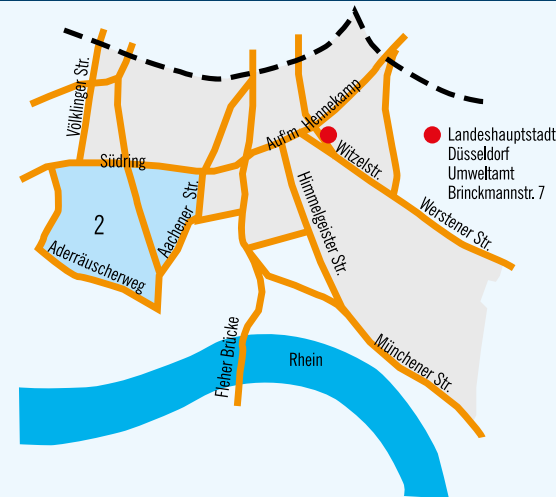 Völklinger Str.
Auf'm Hennekamp
Landeshauptstadt
Düsseldorf
Umweltamt
Brinckmannstr. 7
Witzelstr.
Südring
Aachener Str.
Himmelgeister Str.
Werstener Str.
2
Aderräuscherweg
Fleher Brücke
Rhein
Münchener Str.